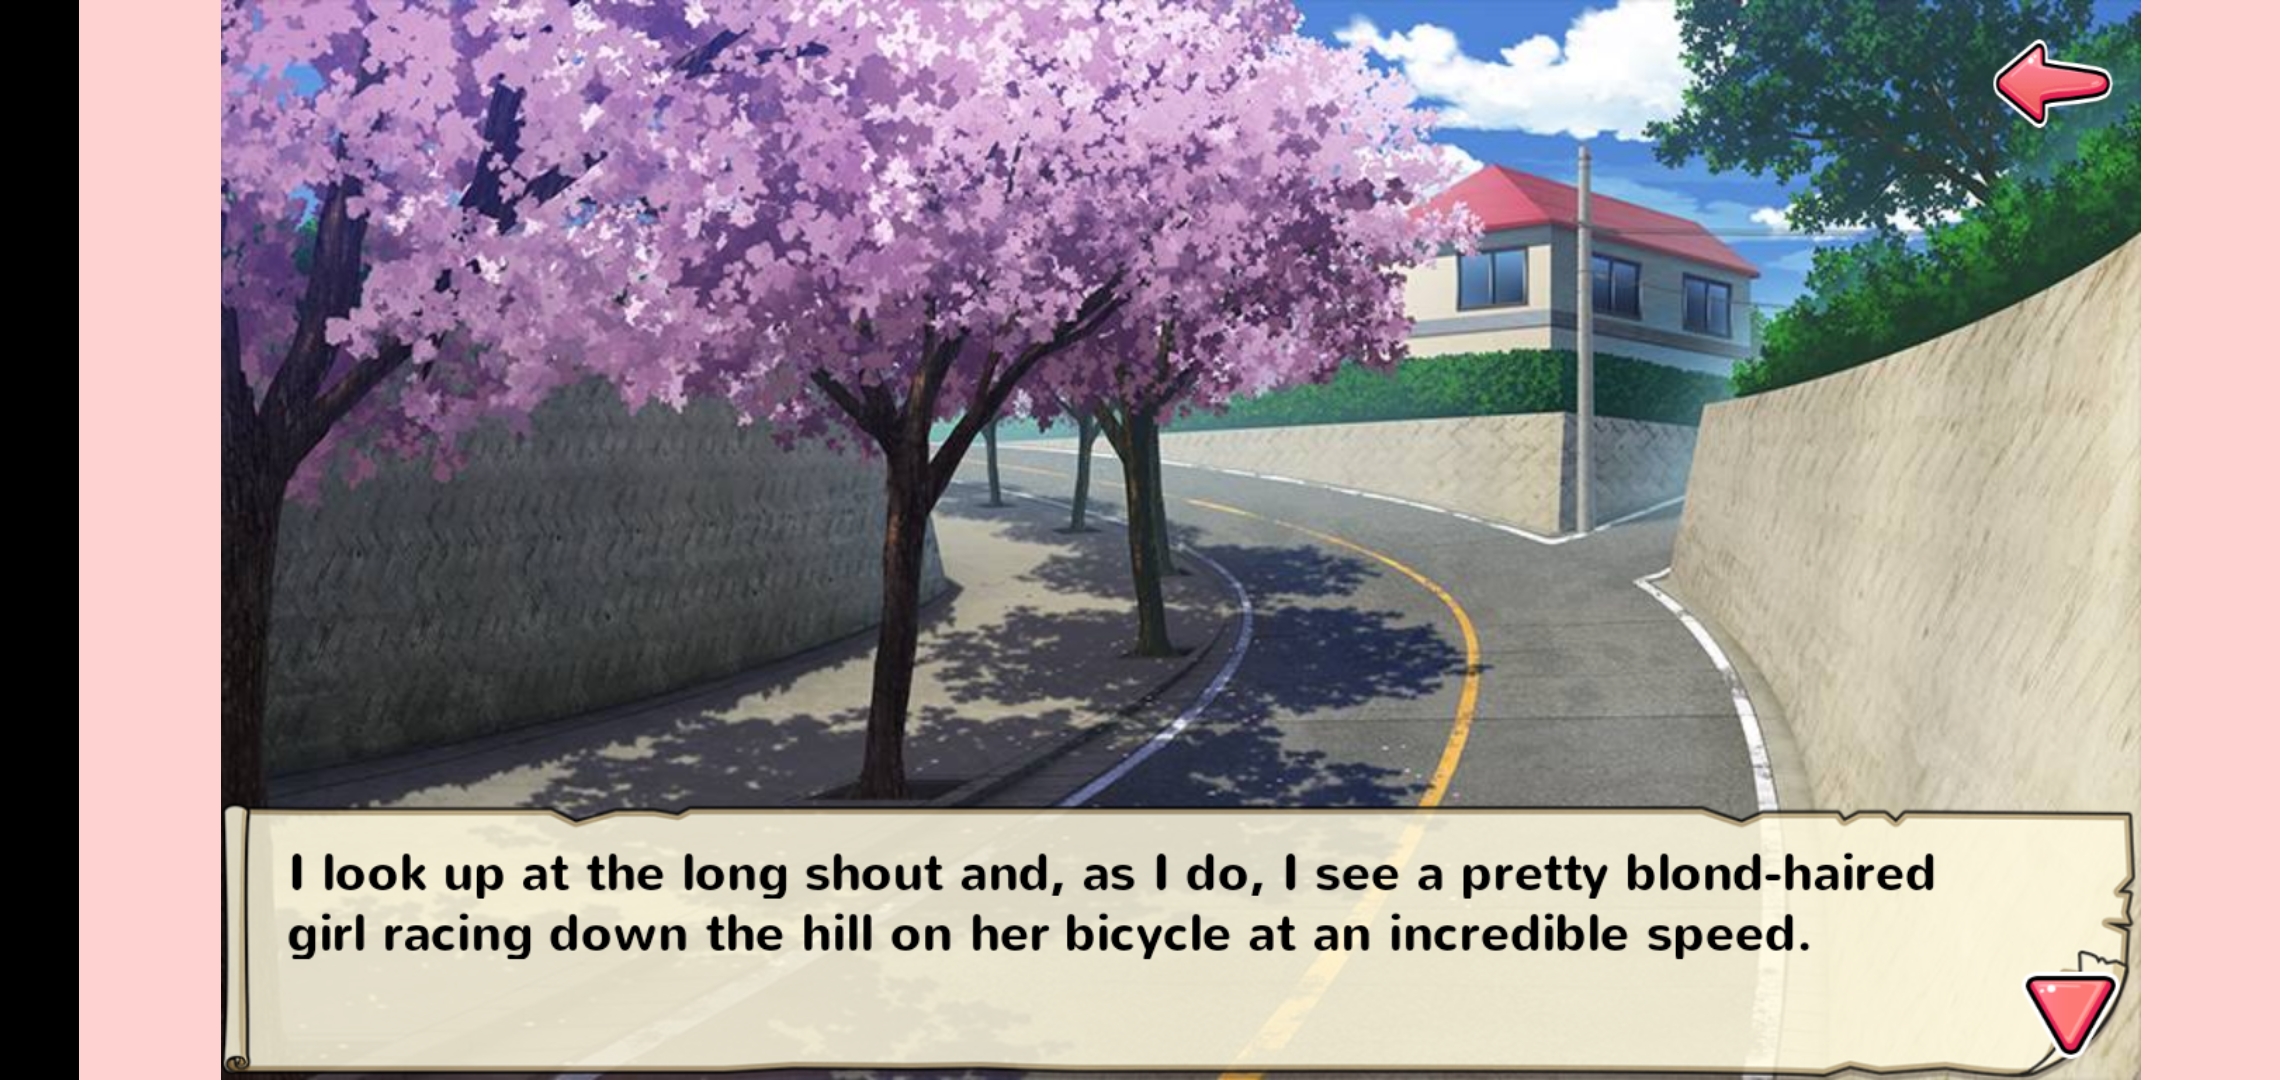 I look up at the long shout and, as I do, I see a pretty blond-haired
girl racing down the hill on her bicycle at an incredible speed.